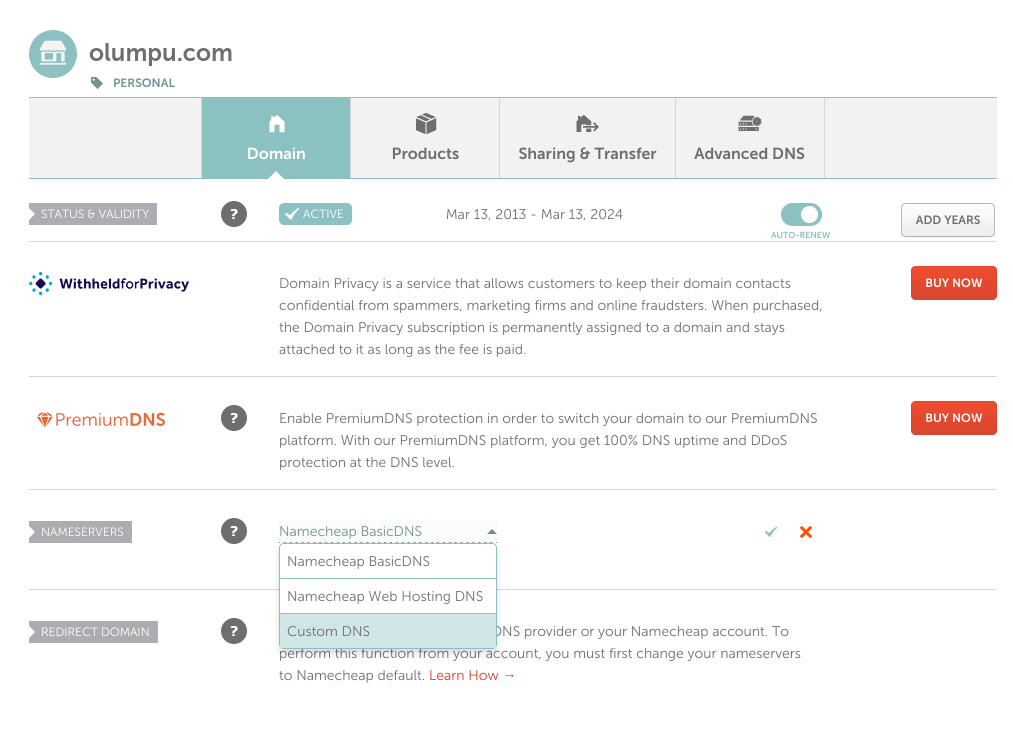 olumpu.com
PERSONAL
Domain
Products
Sharing & Transfer
Advanced DNS
STATUS & VALIDITY
?
ACTIVE
Mar 13, 2013 - Mar 13, 2024
AUTO-RENEW
ADD YEARS
WithheldforPrivacy
Domain Privacy is a service that allows customers to keep their domain contacts
confidential from spammers, marketing firms and online fraudsters. When purchased,
the Domain Privacy subscription is permanently assigned to a domain and stays
attached to it as long as the fee is paid.
BUY NOW
PremiumDNS
?
Enable PremiumDNS protection in order to switch your domain to our PremiumDNS
platform. With our PremiumDNS platform, you get 100% DNS uptime and DDoS
protection at the DNS level.
BUY NOW
NAMESERVERS
?
Namecheap BasicDNS
Namecheap BasicDNS
Namecheap Web Hosting DNS
Custom DNS
REDIRECT DOMAIN
?
DNS provider or your Namecheap account. To
perform this function from your account, you must first change your nameservers
to Namecheap default. Learn How →